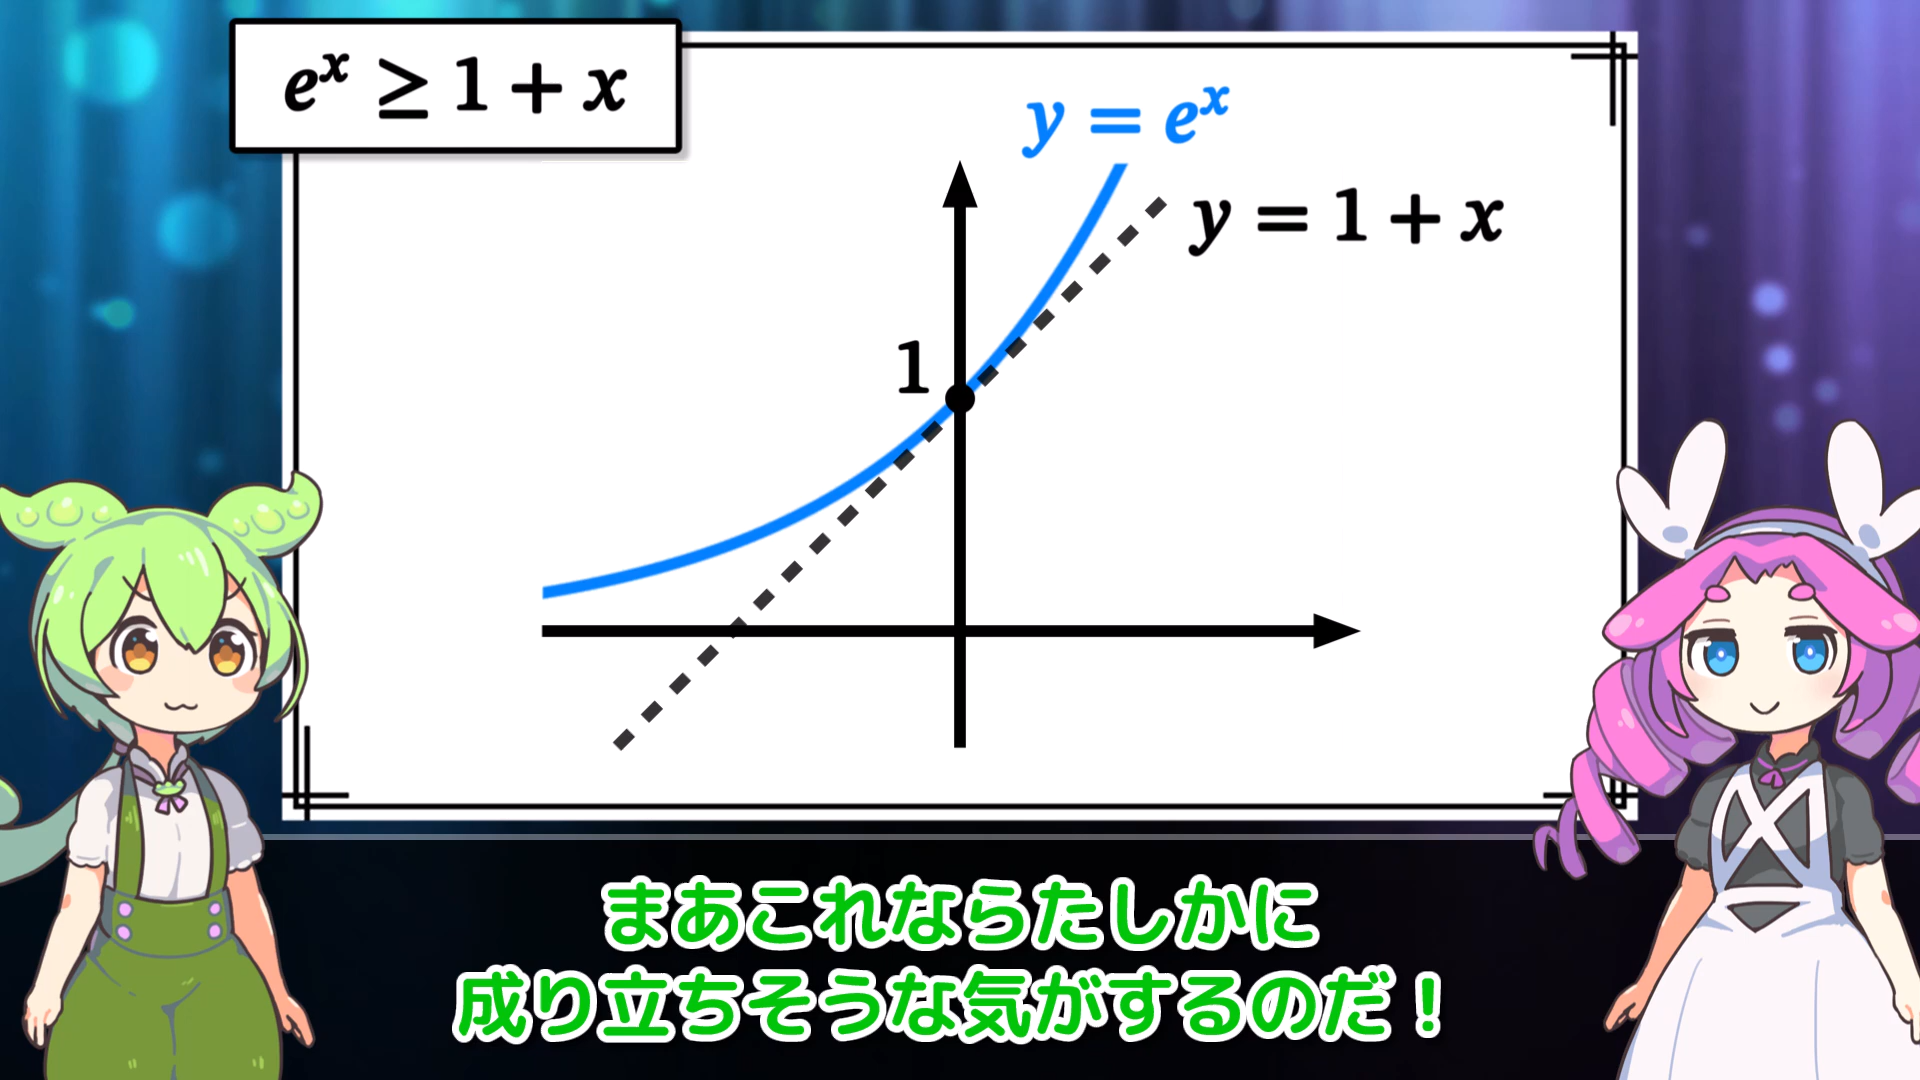 eˣ ≥ 1 + x
y = eˣ
y = 1 + x
1
まあこれならたしかに
成り立ちそうな気がするのだ！